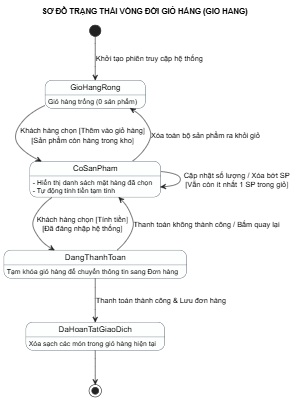 SƠ ĐỒ TRẠNG THÁI VÒNG ĐỜI GIỎ HÀNG (GIO HANG)
Khởi tạo phiên truy cập hệ thống
GioHangRong
Giỏ hàng trống (0 sản phẩm)
Khách hàng chọn [Thêm vào giỏ hàng]
[Sản phẩm còn hàng trong kho]
Xóa toàn bộ sản phẩm ra khỏi giỏ
CoSanPham
- Hiển thị danh sách mặt hàng đã chọn
- Tự động tính tiền tạm tính
Cập nhật số lượng / Xóa bớt SP
[Vẫn còn ít nhất 1 SP trong giỏ]
Khách hàng chọn [Tính tiền]
[Đã đăng nhập hệ thống]
Thanh toán không thành công / Bấm quay lại
DangThanhToan
Tạm khóa giỏ hàng để chuyển thông tin sang Đơn hàng
Thanh toán thành công & Lưu đơn hàng
DaHoanTatGiaoDich
Xóa sạch các món trong giỏ hàng hiện tại